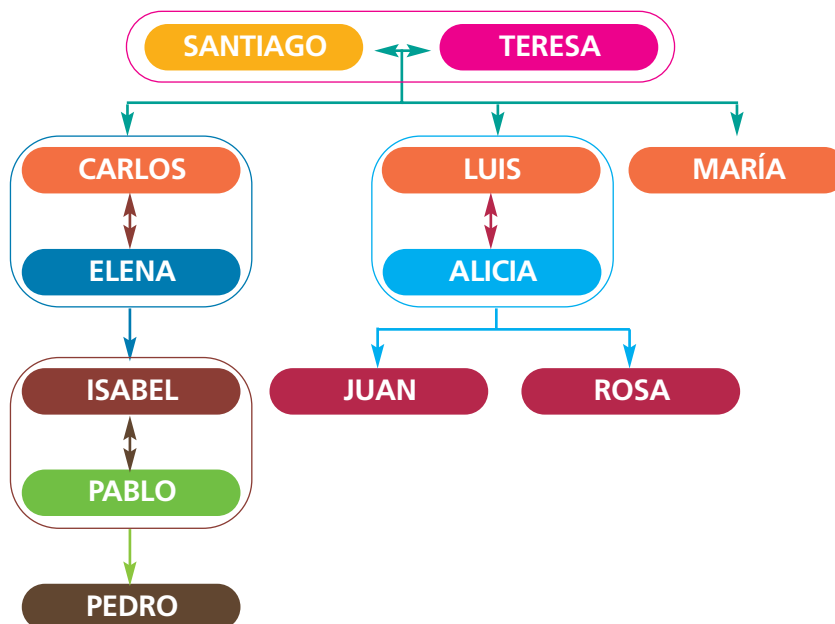 SANTIAGO TERESA
CARLOS LUIS MARÍA
ELENA ALICIA
ISABEL JUAN ROSA
PABLO
PEDRO